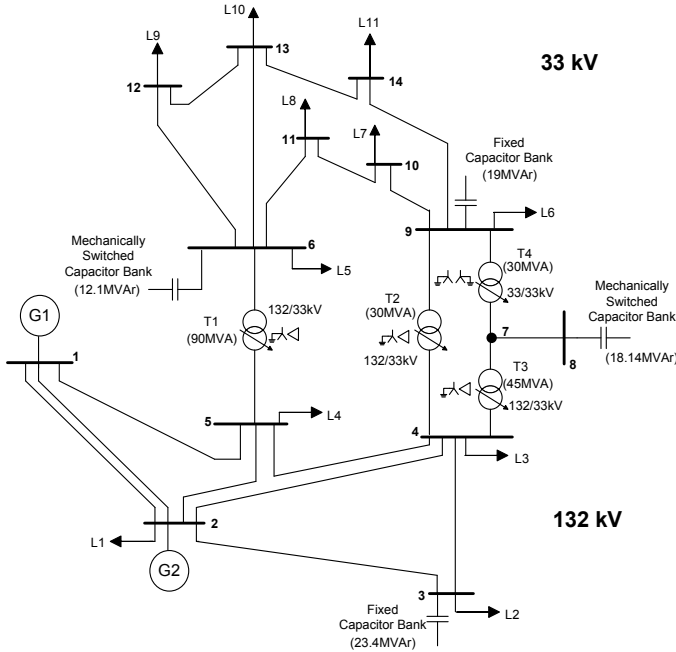 L10
L9
13
L11
33 kV
12
14
L8
L7
11
10
Fixed
Capacitor Bank
(19MVAr)
6
9
L6
Mechanically
Switched
Capacitor Bank
(12.1MVAr)
L5
T4
(30MVA)
33/33kV
132/33kV
T1
(90MVA)
T2
(30MVA)
132/33kV
Mechanically
Switched
Capacitor Bank
(18.14MVAr)
G1
7
8
1
T3
(45MVA)
132/33kV
L4
5
4
L3
2
L1
132 kV
G2
3
L2
Fixed
Capacitor Bank
(23.4MVAr)